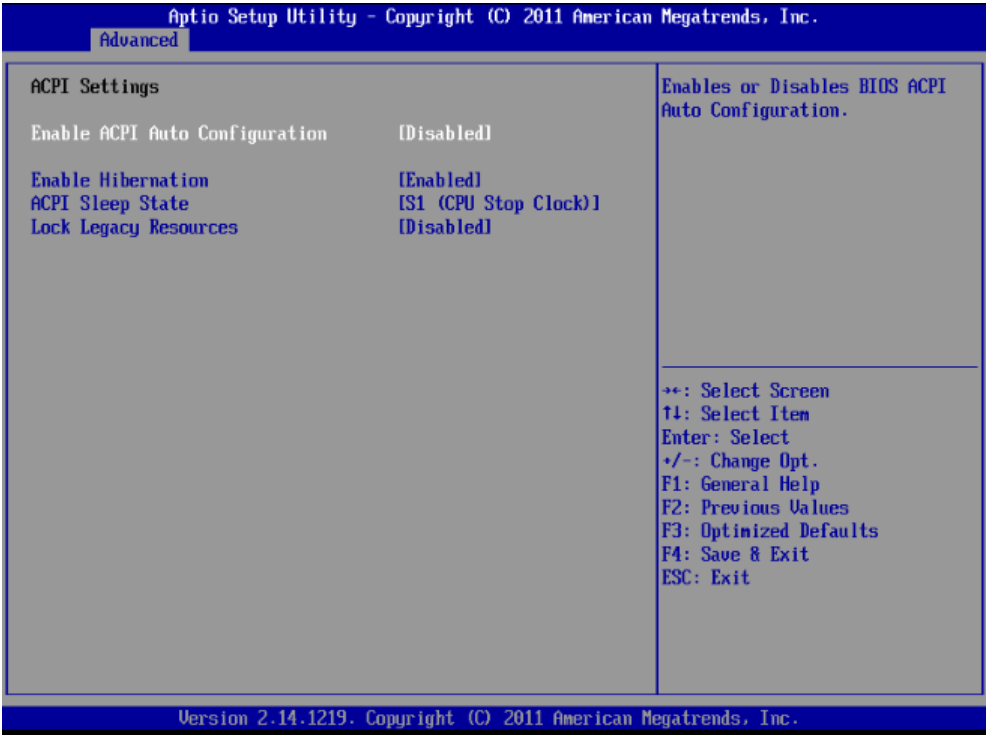 Aptio Setup Utility - Copyright (C) 2011 American Megatrends, Inc.
Advanced
ACPI Settings
Enable ACPI Auto Configuration [Disabled]
Enable Hibernation [Enabled]
ACPI Sleep State [S1 (CPU Stop Clock)]
Lock Legacy Resources [Disabled]
Enables or Disables BIOS ACPI
Auto Configuration.
→←: Select Screen
↑↓: Select Item
Enter: Select
+/-: Change Opt.
F1: General Help
F2: Previous Values
F3: Optimized Defaults
F4: Save & Exit
ESC: Exit
Version 2.14.1219. Copyright (C) 2011 American Megatrends, Inc.